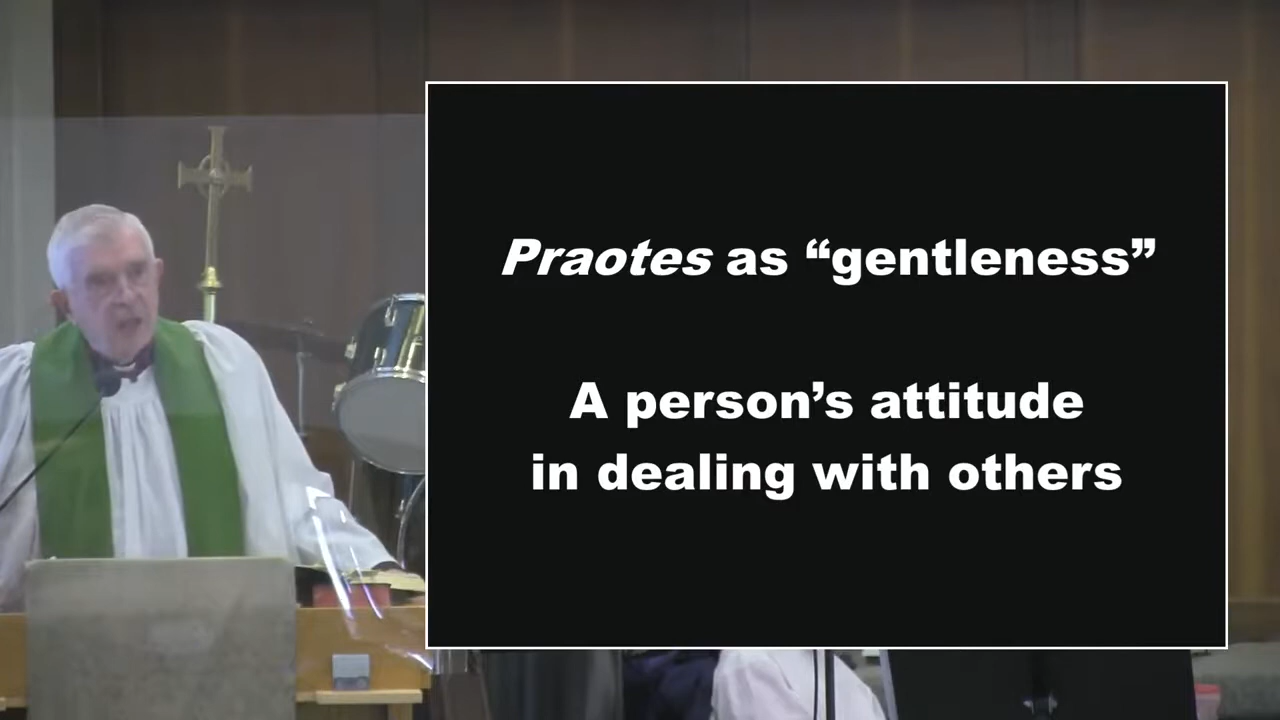 Praotes as “gentleness”
A person’s attitude
in dealing with others